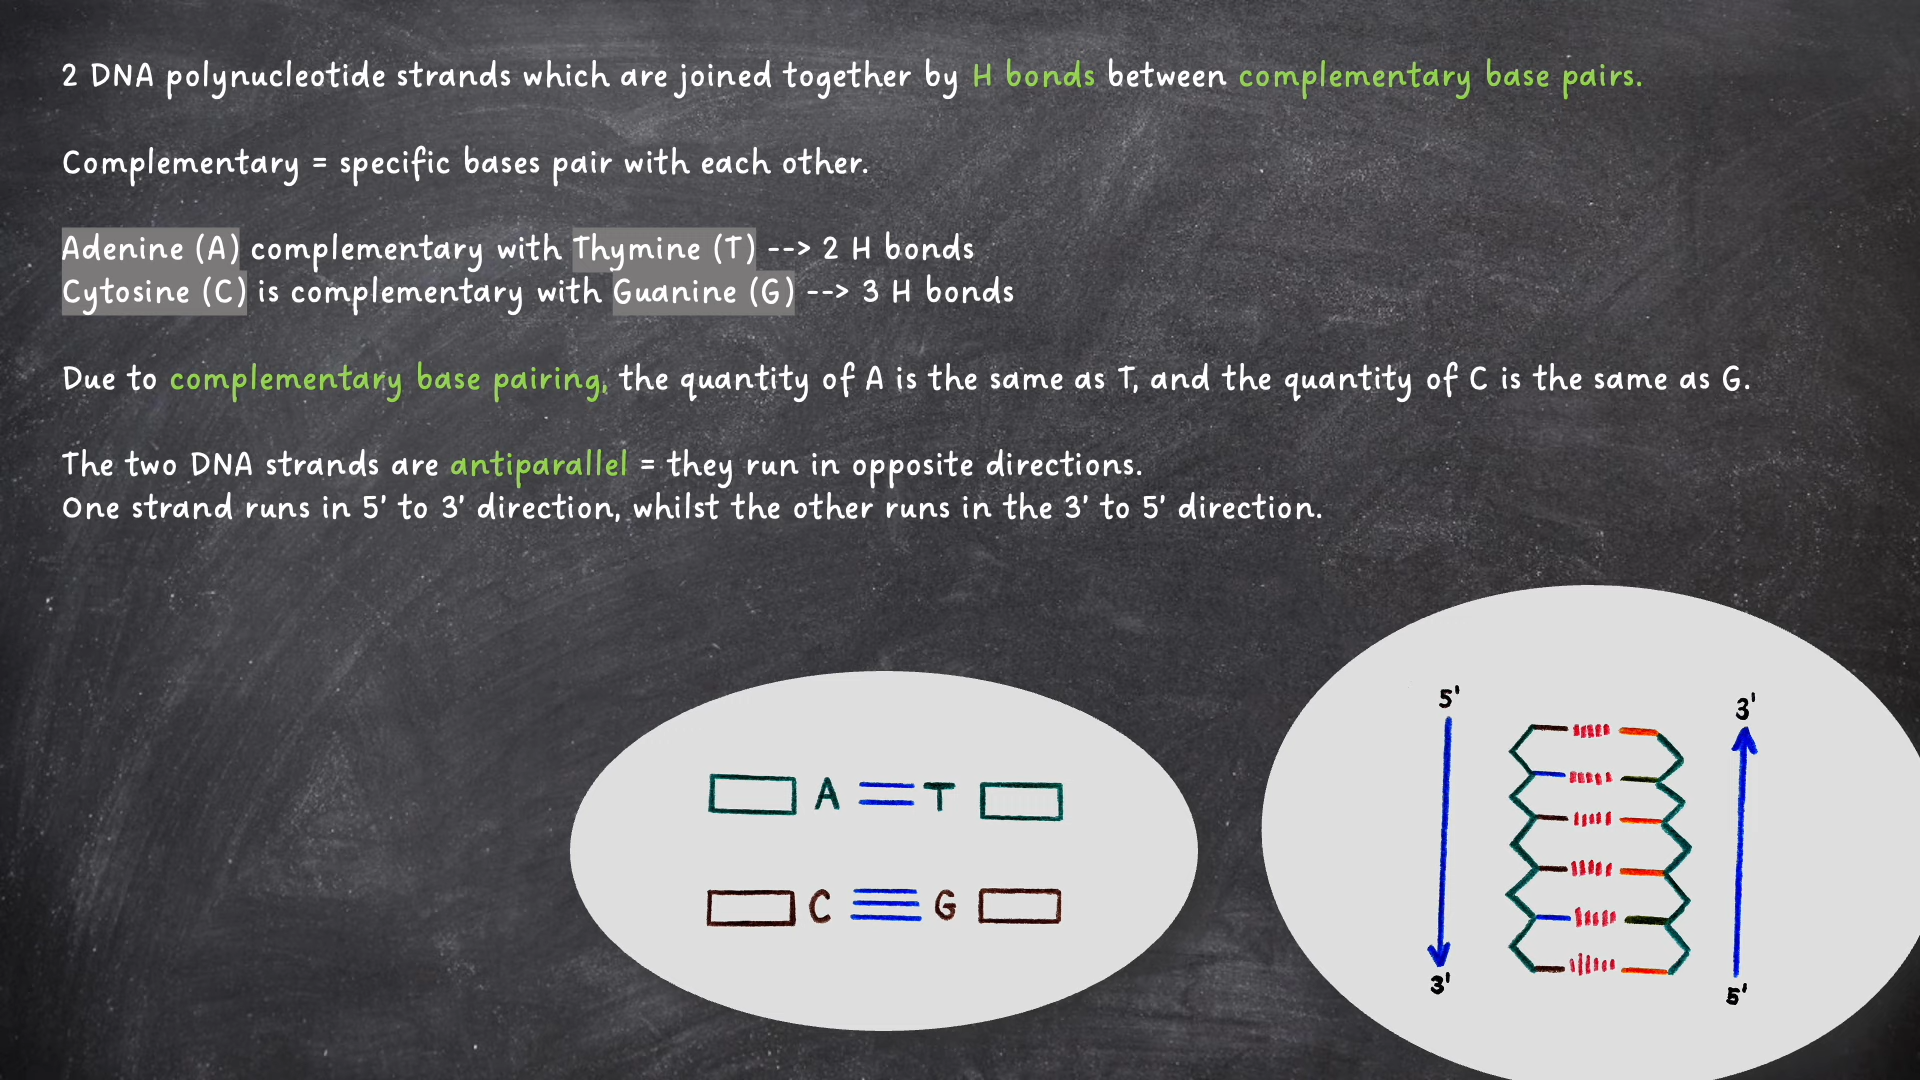 2 DNA polynucleotide strands which are joined together by H bonds between complementary base pairs.
Complementary = specific bases pair with each other.
Adenine (A) complementary with Thymine (T) --> 2 H bonds
Cytosine (C) is complementary with Guanine (G) --> 3 H bonds
Due to complementary base pairing, the quantity of A is the same as T, and the quantity of C is the same as G.
The two DNA strands are antiparallel = they run in opposite directions.
One strand runs in 5' to 3' direction, whilst the other runs in the 3' to 5' direction.
A T
C G
5' 3'
3' 5'